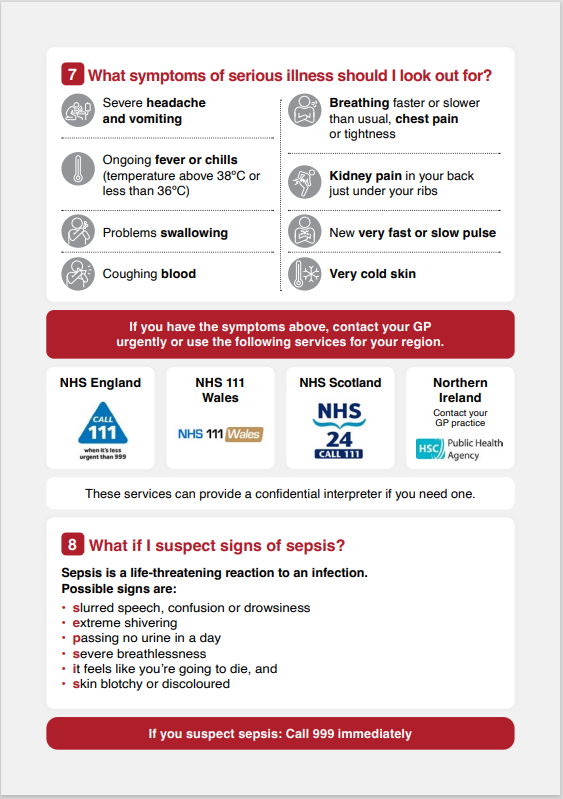 7 What symptoms of serious illness should I look out for?
Severe headache
and vomiting
Ongoing fever or chills
(temperature above 38ºC or
less than 36ºC)
Problems swallowing
Coughing blood
Breathing faster or slower
than usual, chest pain
or tightness
Kidney pain in your back
just under your ribs
New very fast or slow pulse
Very cold skin
If you have the symptoms above, contact your GP
urgently or use the following services for your region.
NHS England
CALL
111
when it's less
urgent than 999
NHS 111
Wales
NHS 111 Wales
NHS Scotland
NHS
24
CALL 111
Northern
Ireland
Contact your
GP practice
HSC Public Health
Agency
These services can provide a confidential interpreter if you need one.
8 What if I suspect signs of sepsis?
Sepsis is a life-threatening reaction to an infection.
Possible signs are:
• slurred speech, confusion or drowsiness
• extreme shivering
• passing no urine in a day
• severe breathlessness
• it feels like you're going to die, and
• skin blotchy or discoloured
If you suspect sepsis: Call 999 immediately